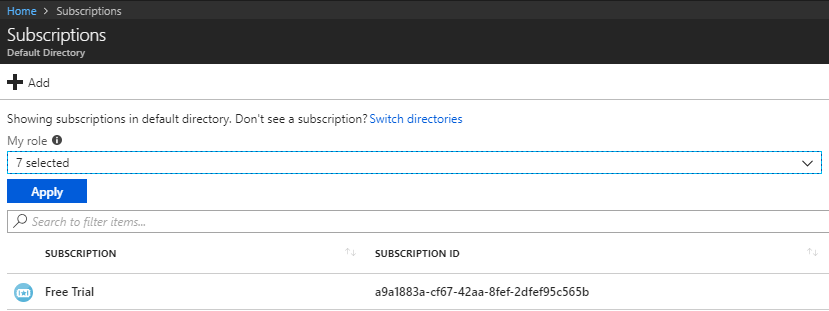 Home > Subscriptions
Subscriptions
Default Directory
Add
Showing subscriptions in default directory. Don't see a subscription? Switch directories
My role
7 selected
Apply
Search to filter items...
SUBSCRIPTION SUBSCRIPTION ID
Free Trial a9a1883a-cf67-42aa-8fef-2dfef95c565b